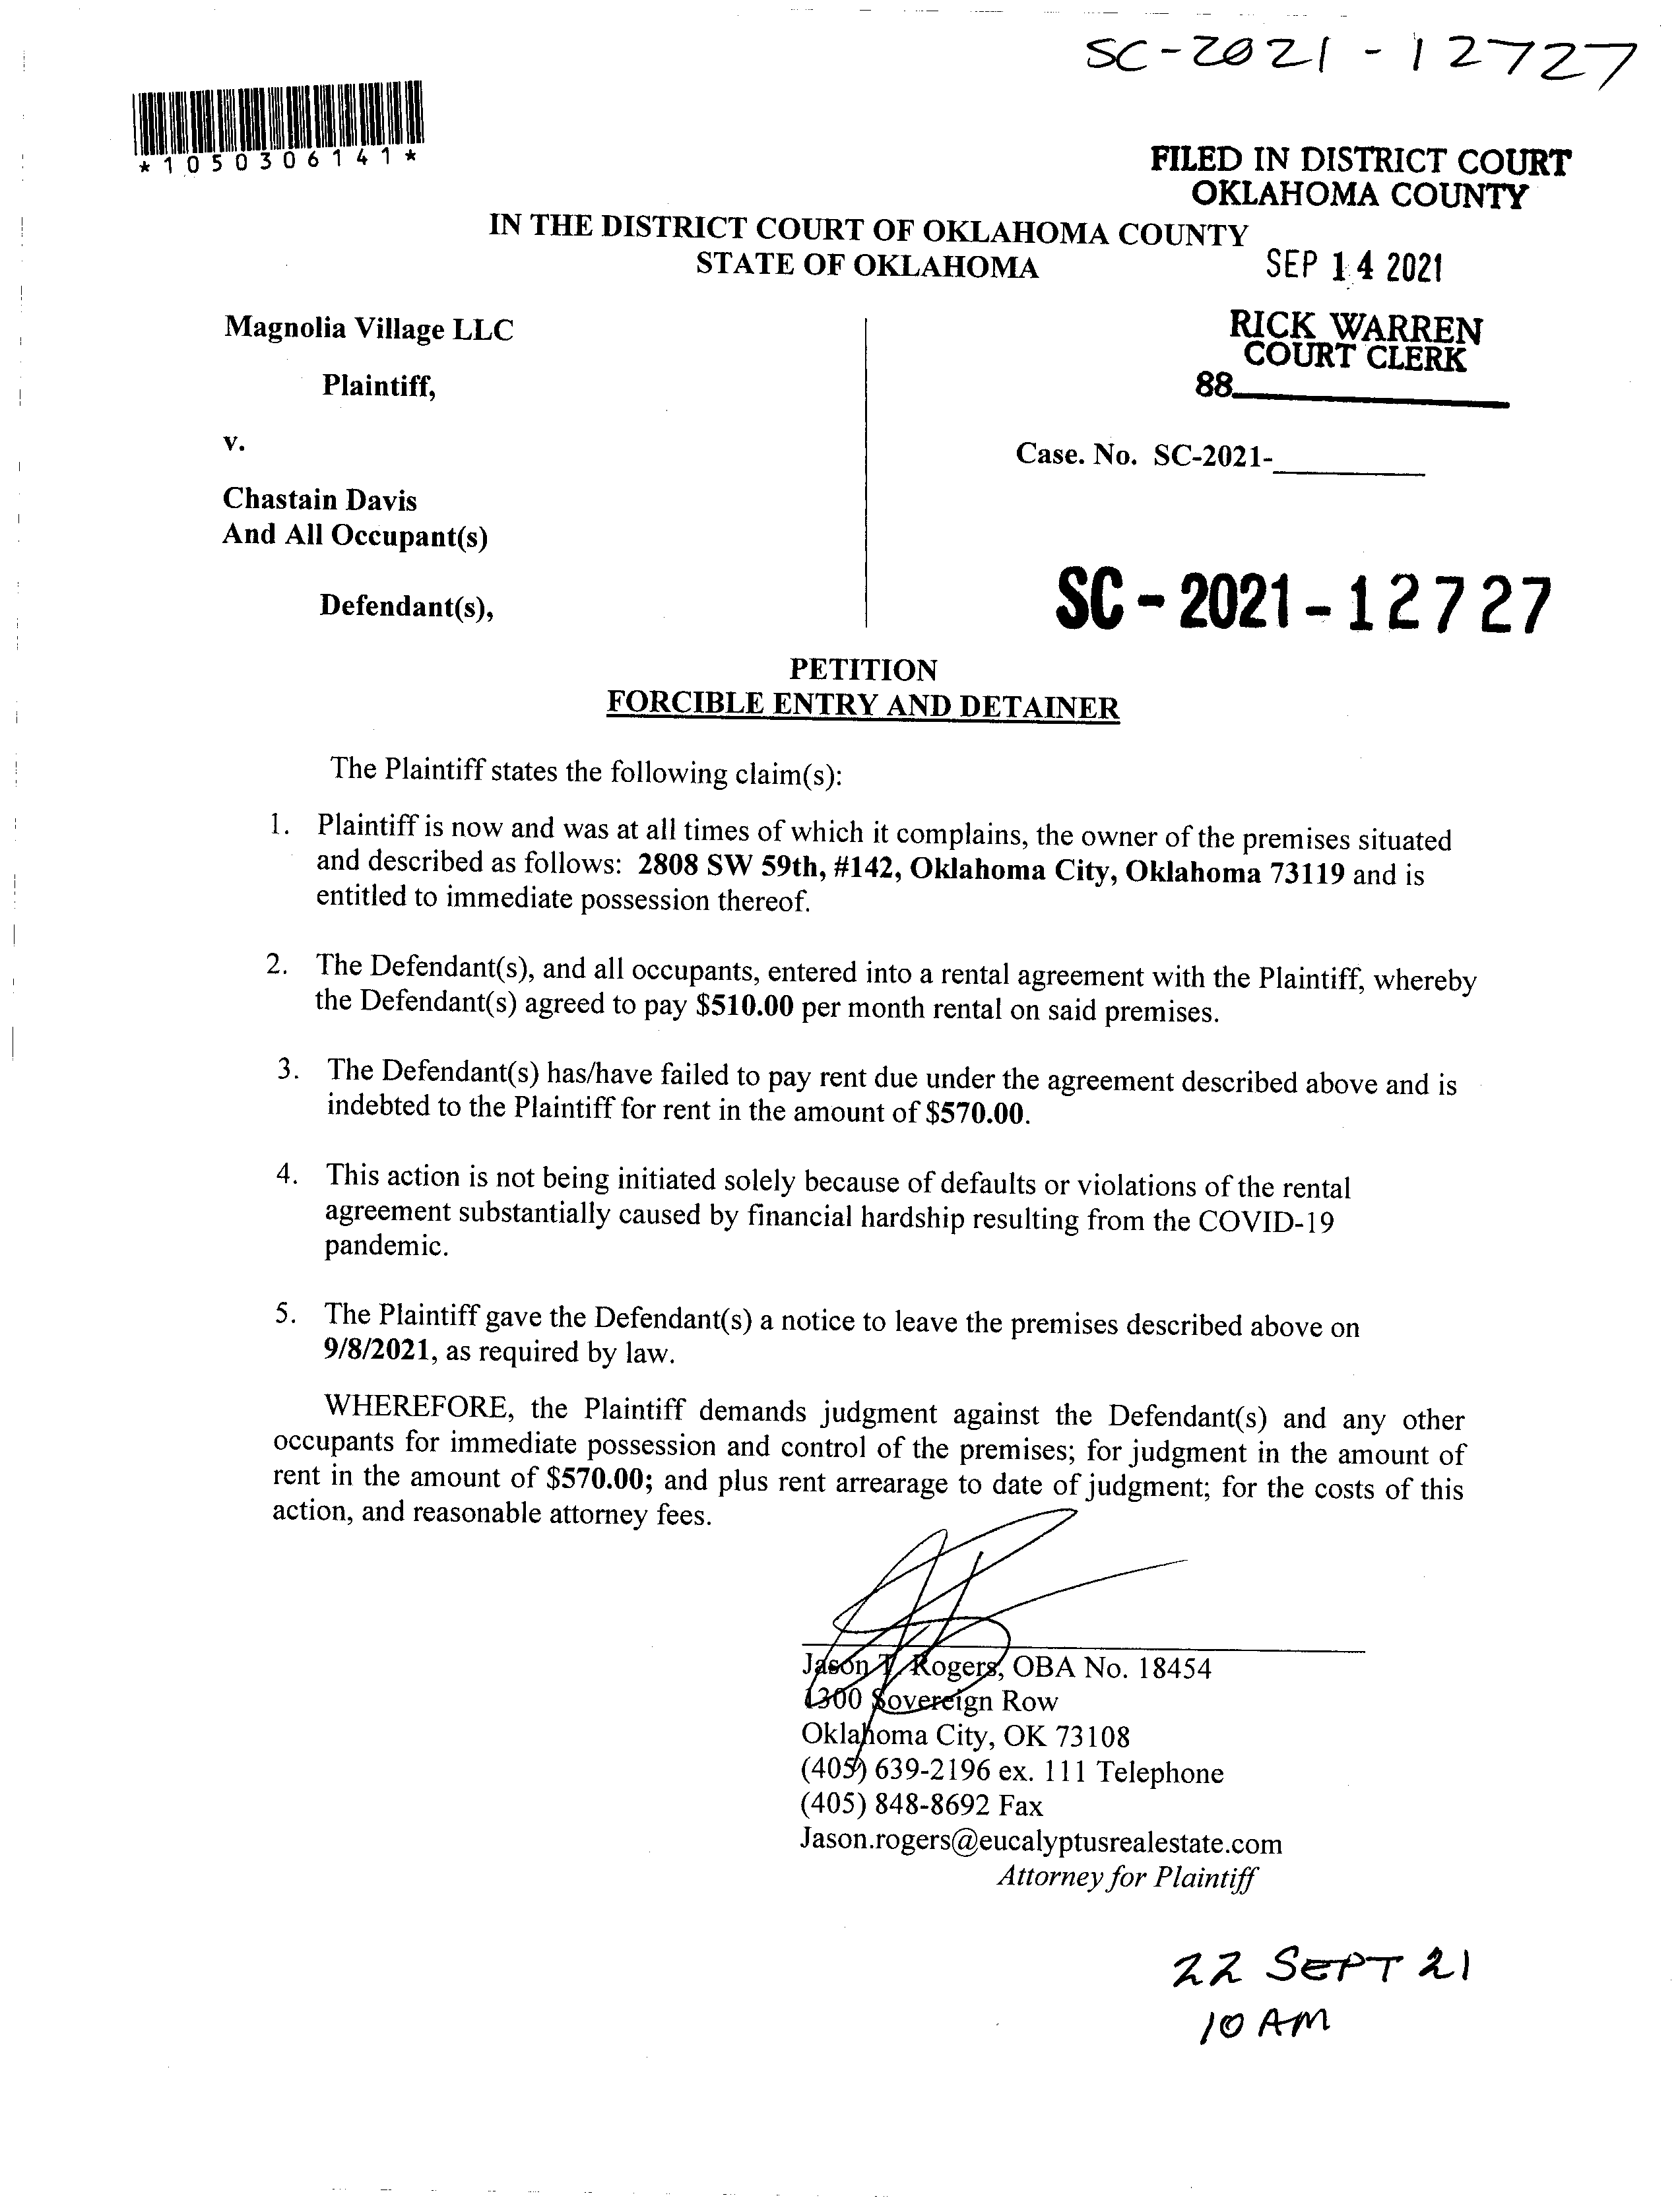 SC-2021-12727
*1050306141*
FILED IN DISTRICT COURT
OKLAHOMA COUNTY
IN THE DISTRICT COURT OF OKLAHOMA COUNTY
STATE OF OKLAHOMA
SEP 14 2021
Magnolia Village LLC
RICK WARREN
COURT CLERK
Plaintiff,
88
v.
Case. No. SC-2021-
Chastain Davis
And All Occupant(s)
Defendant(s),
SC-2021-12727
PETITION
FORCIBLE ENTRY AND DETAINER
The Plaintiff states the following claim(s):
1. Plaintiff is now and was at all times of which it complains, the owner of the premises situated
and described as follows: 2808 SW 59th, #142, Oklahoma City, Oklahoma 73119 and is
entitled to immediate possession thereof.
2. The Defendant(s), and all occupants, entered into a rental agreement with the Plaintiff, whereby
the Defendant(s) agreed to pay $510.00 per month rental on said premises.
3. The Defendant(s) has/have failed to pay rent due under the agreement described above and is
indebted to the Plaintiff for rent in the amount of $570.00.
4. This action is not being initiated solely because of defaults or violations of the rental
agreement substantially caused by financial hardship resulting from the COVID-19
pandemic.
5. The Plaintiff gave the Defendant(s) a notice to leave the premises described above on
9/8/2021, as required by law.
WHEREFORE, the Plaintiff demands judgment against the Defendant(s) and any other
occupants for immediate possession and control of the premises; for judgment in the amount of
rent in the amount of $570.00; and plus rent arrearage to date of judgment; for the costs of this
action, and reasonable attorney fees.
Jason T. Rogers, OBA No. 18454
1300 Sovereign Row
Oklahoma City, OK 73108
(405) 639-2196 ex. 111 Telephone
(405) 848-8692 Fax
Jason.rogers@eucalyptusrealestate.com
Attorney for Plaintiff
22 SEPT 21
10 AM